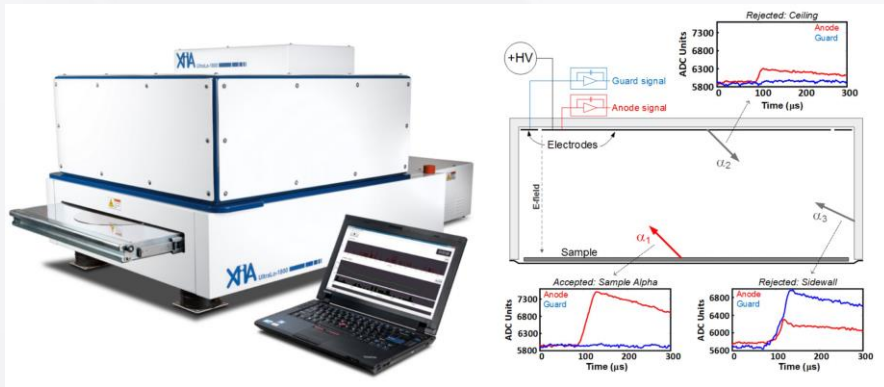 XIA UltraLo-1800
XIA
UltraLo-1800
+HV
Guard signal
Anode signal
Electrodes
E-field
Sample
α1
α2
α3
Rejected: Ceiling
Anode
Guard
ADC Units
7300
6800
6300
5800
0 100 200 300
Time (μs)
Accepted: Sample Alpha
Anode
Guard
ADC Units
7300
6800
6300
5800
0 100 200 300
Time (μs)
Rejected: Sidewall
Anode
Guard
ADC Units
6800
6400
6000
5600
0 100 200 300
Time (μs)